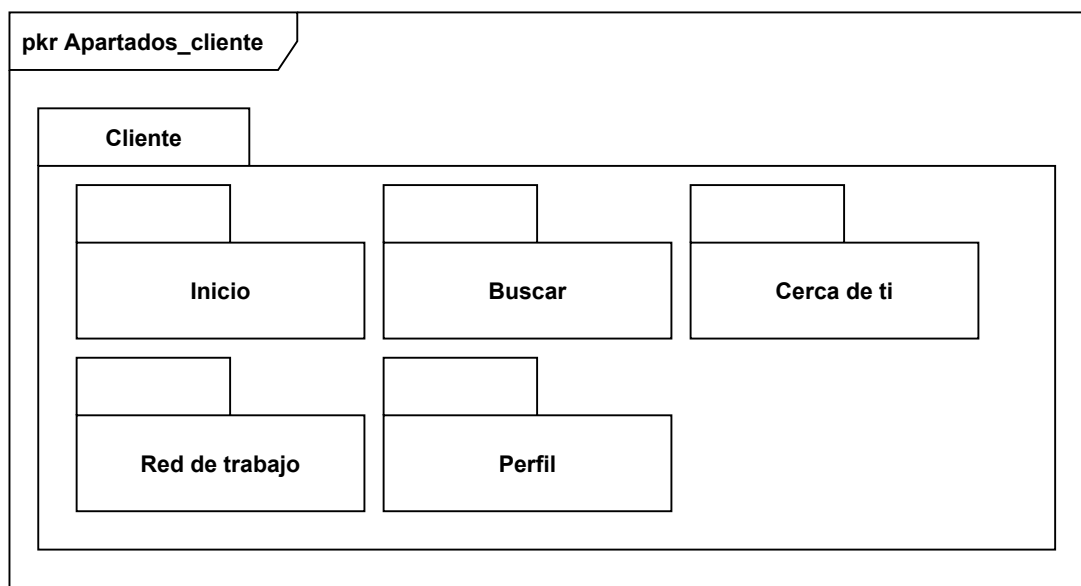 pkr Apartados_cliente
Cliente
Inicio
Buscar
Cerca de ti
Red de trabajo
Perfil